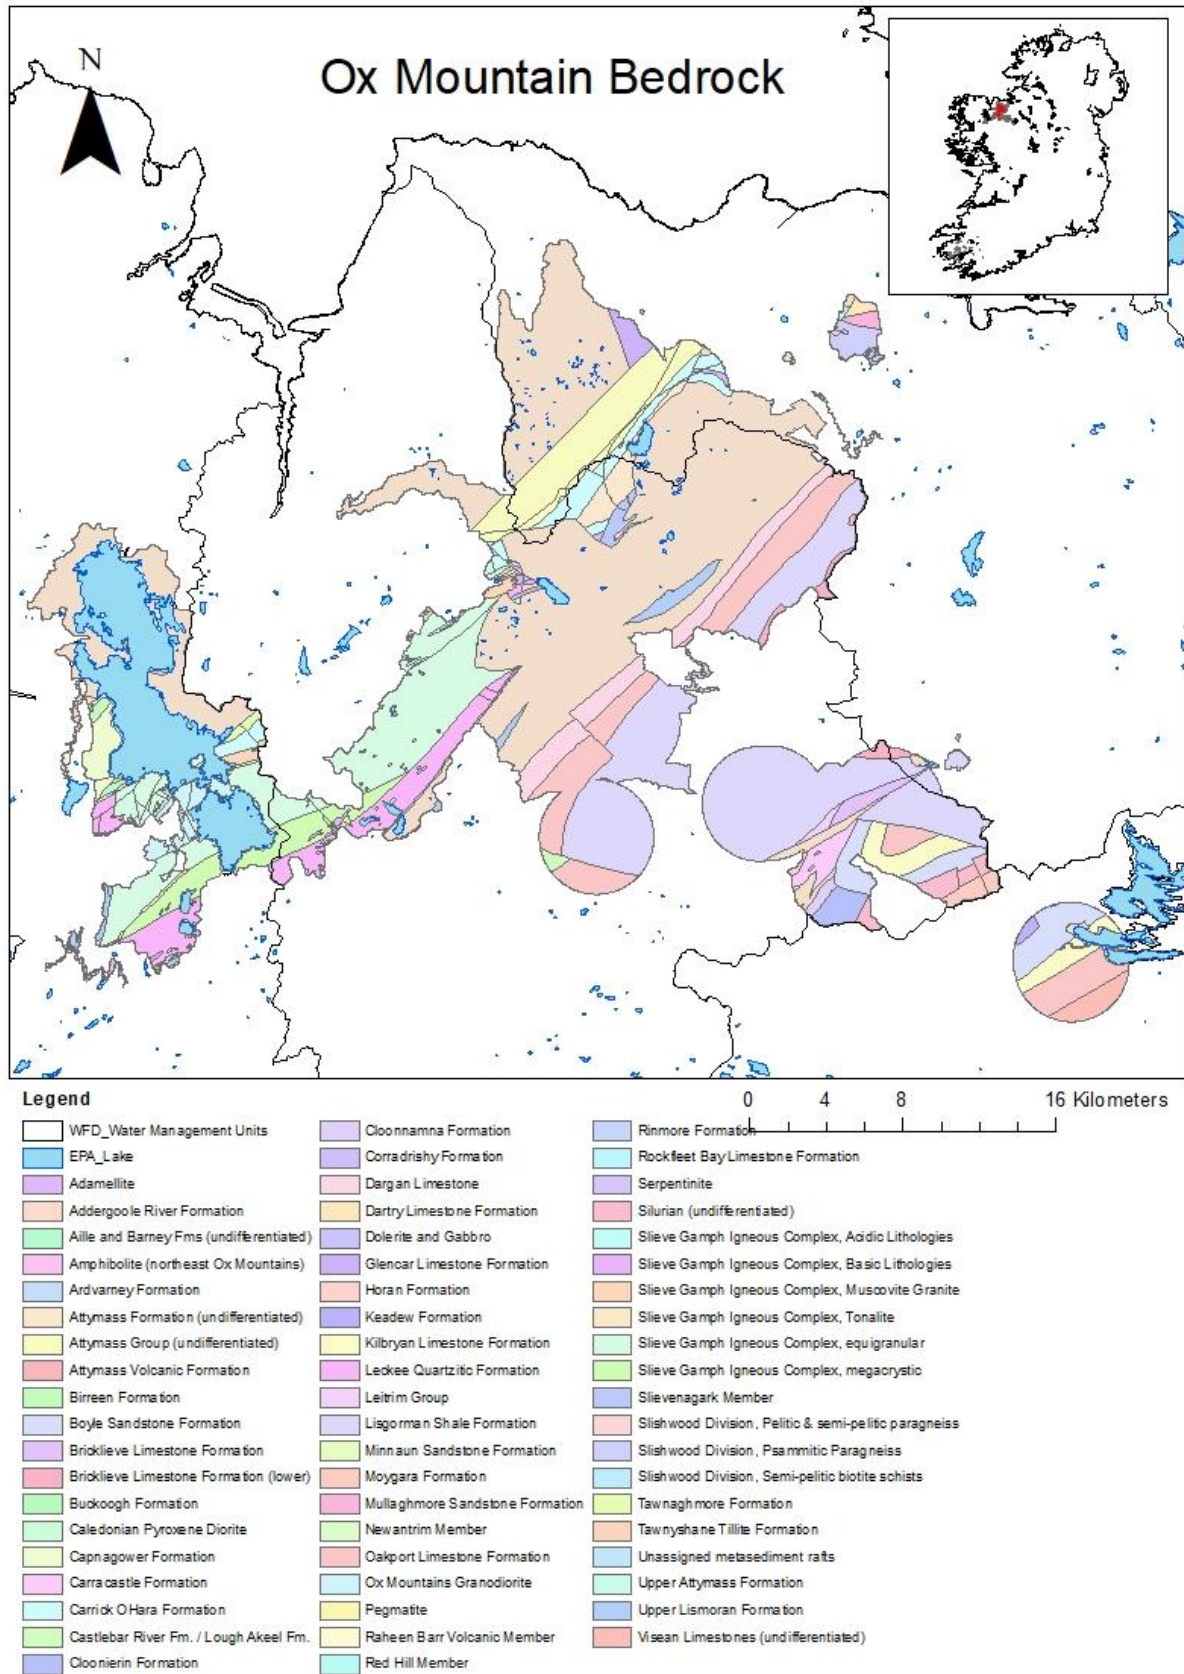 N
Ox Mountain Bedrock
Legend
0 4 8 16 Kilometers
WFD_Water Management Units
EPA_Lake
Adamellite
Addergoole River Formation
Aille and Barney Fms (undifferentiated)
Amphibolite (northeast Ox Mountains)
Ardvarney Formation
Attymass Formation (undifferentiated)
Attymass Group (undifferentiated)
Attymass Volcanic Formation
Birreen Formation
Boyle Sandstone Formation
Bricklieve Limestone Formation
Bricklieve Limestone Formation (lower)
Buckoogh Formation
Caledonian Pyroxene Diorite
Capnagower Formation
Carracastle Formation
Carrick OHara Formation
Castlebar River Fm. / Lough Akeel Fm.
Cloonierin Formation
Cloonnamna Formation
Corradrishy Formation
Dargan Limestone
Dartry Limestone Formation
Dolerite and Gabbro
Glencar Limestone Formation
Horan Formation
Keadew Formation
Kilbryan Limestone Formation
Leckee Quartzitic Formation
Leitrim Group
Lisgorman Shale Formation
Minnaun Sandstone Formation
Moygara Formation
Mullaghmore Sandstone Formation
Newantrim Member
Oakport Limestone Formation
Ox Mountains Granodiorite
Pegmatite
Raheen Barr Volcanic Member
Red Hill Member
Rinmore Formation
Rockfleet Bay Limestone Formation
Serpentinite
Silurian (undifferentiated)
Slieve Gamph Igneous Complex, Acidic Lithologies
Slieve Gamph Igneous Complex, Basic Lithologies
Slieve Gamph Igneous Complex, Muscovite Granite
Slieve Gamph Igneous Complex, Tonalite
Slieve Gamph Igneous Complex, equigranular
Slieve Gamph Igneous Complex, megacrystic
Slievenagark Member
Slishwood Division, Pelitic & semi-pelitic paragneiss
Slishwood Division, Psammitic Paragneiss
Slishwood Division, Semi-pelitic biotite schists
Tawnaghmore Formation
Tawnyshane Tillite Formation
Unassigned metasediment rafts
Upper Attymass Formation
Upper Lismoran Formation
Visean Limestones (undifferentiated)